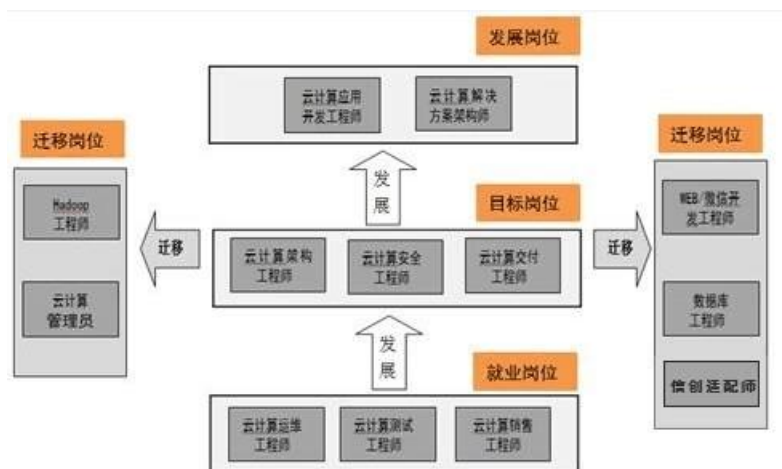 发展岗位
云计算应用
开发工程师
云计算解决
方案架构师
迁移岗位
Hadoop
工程师
云计算
管理员
迁移
发
展
目标岗位
云计算架构
工程师
云计算安全
工程师
云计算交付
工程师
迁移
迁移岗位
WEB/微信开
发工程师
数据库
工程师
信创适配师
发
展
就业岗位
云计算运维
工程师
云计算测试
工程师
云计算销售
工程师